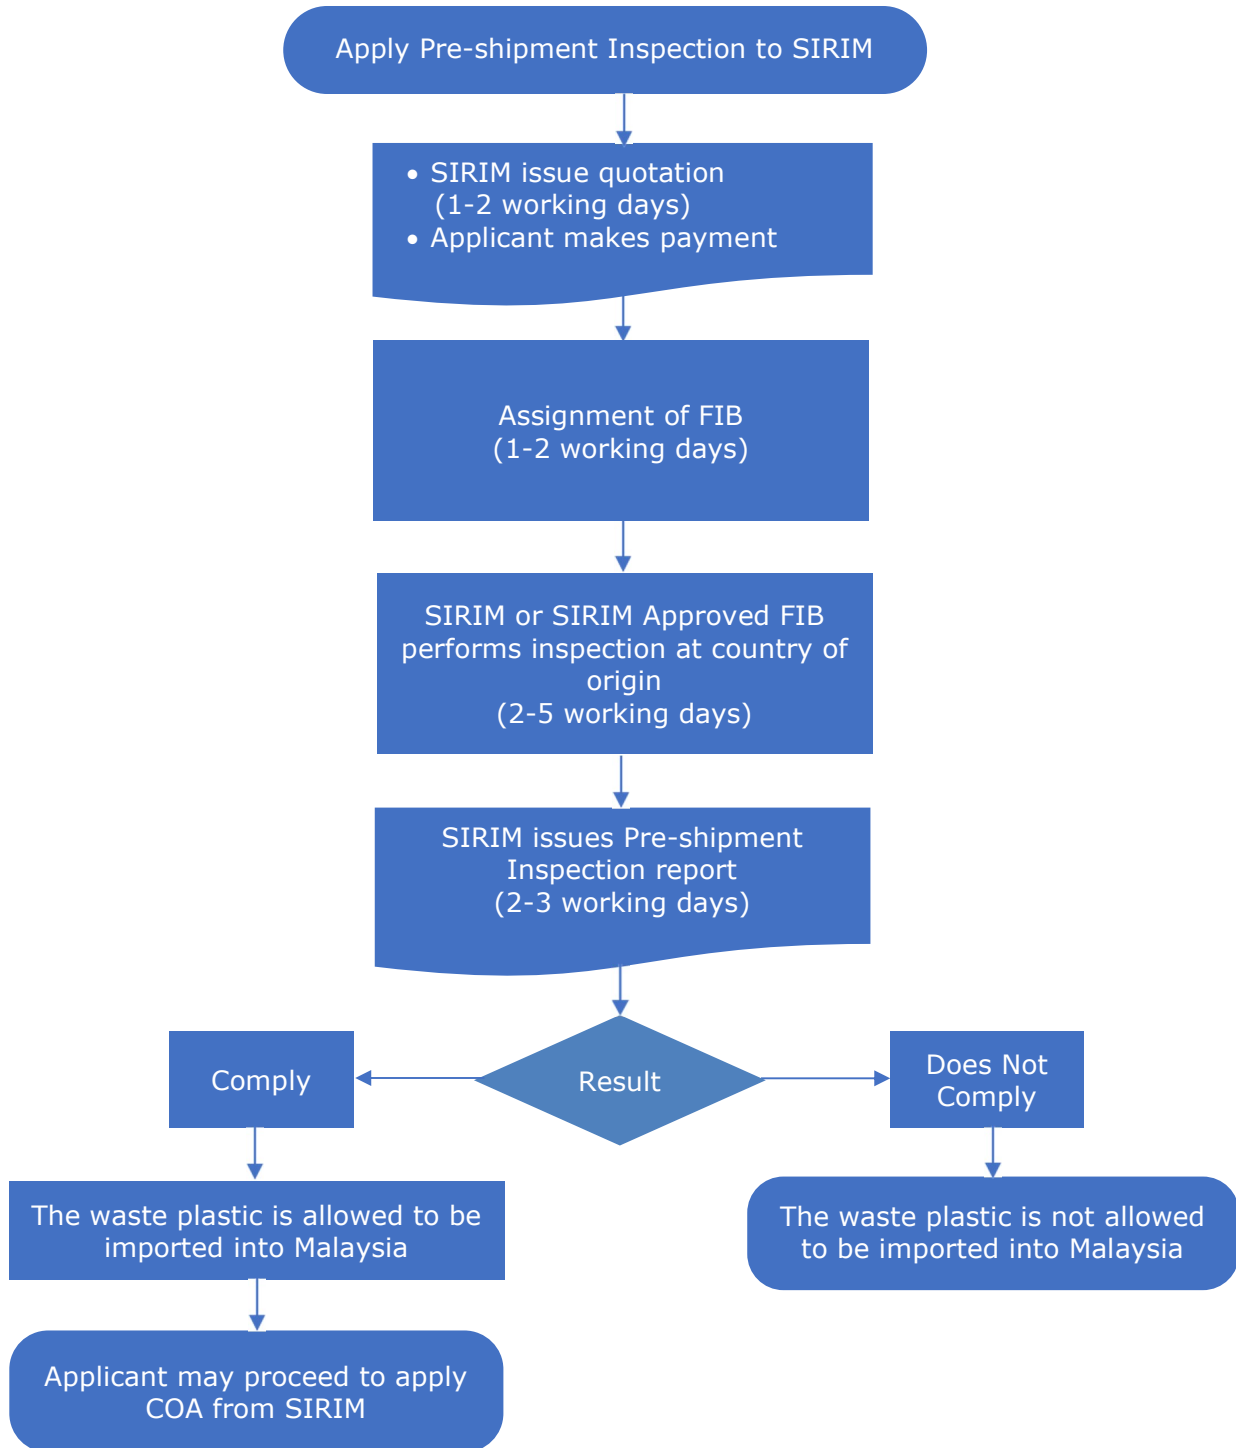 Apply Pre-shipment Inspection to SIRIM
• SIRIM issue quotation
(1-2 working days)
• Applicant makes payment
Assignment of FIB
(1-2 working days)
SIRIM or SIRIM Approved FIB
performs inspection at country of
origin
(2-5 working days)
SIRIM issues Pre-shipment
Inspection report
(2-3 working days)
Result
Comply
Does Not
Comply
The waste plastic is allowed to be
imported into Malaysia
The waste plastic is not allowed
to be imported into Malaysia
Applicant may proceed to apply
COA from SIRIM